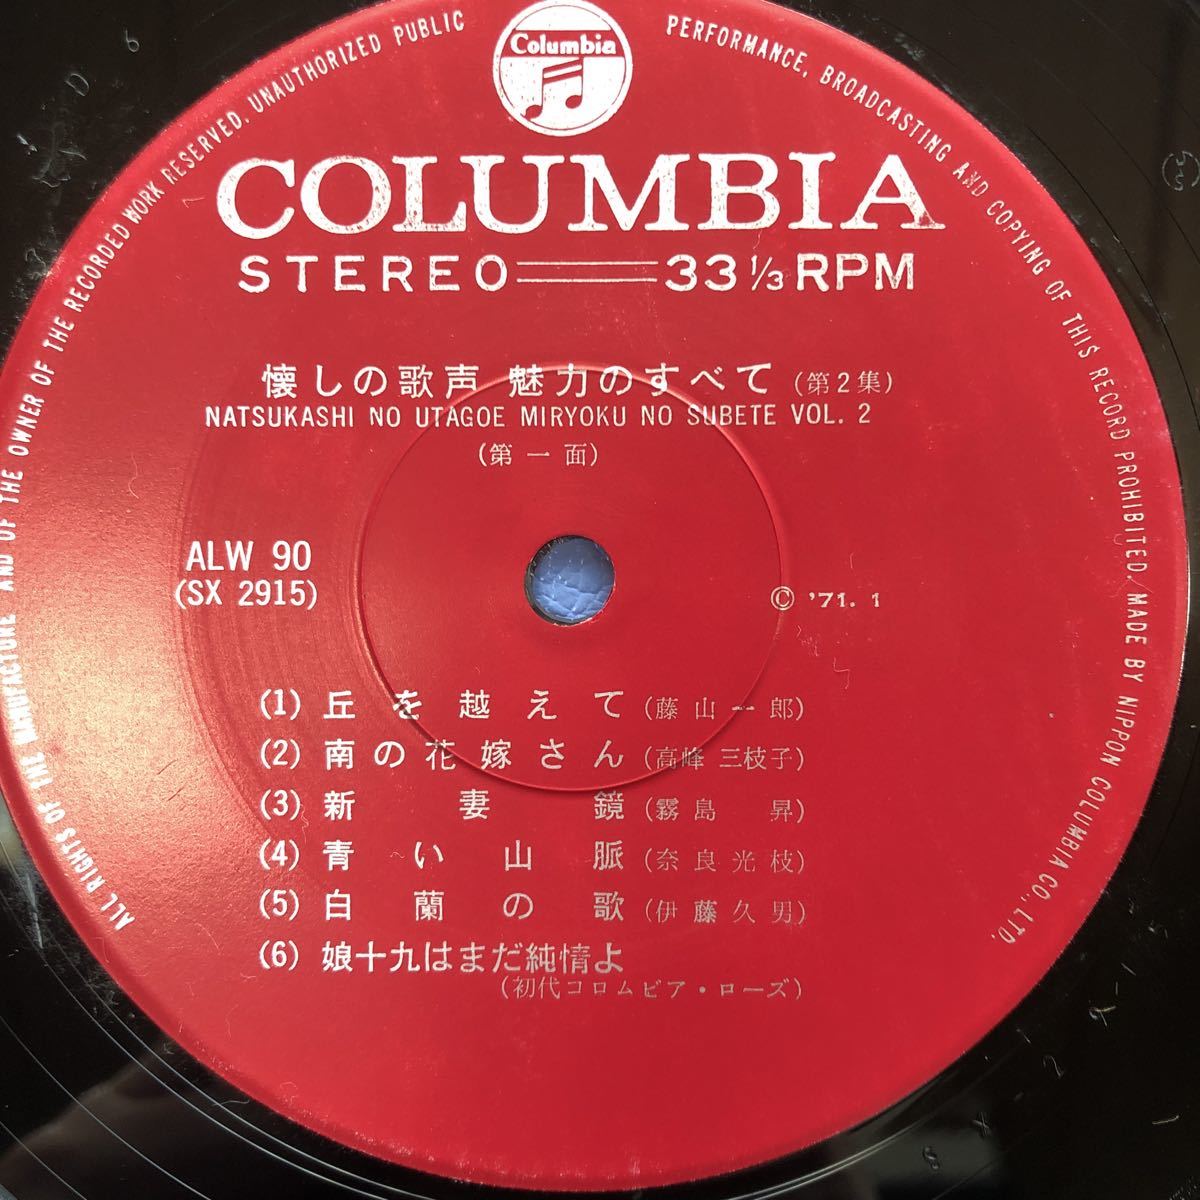 ALL RIGHTS OF THE MANUFACTURE AND OF THE OWNER OF THE RECORDED WORK RESERVED. UNAUTHORIZED PUBLIC PERFORMANCE, BROADCASTING AND COPYING OF THIS RECORD PROHIBITED. MADE BY NIPPON COLUMBIA CO., LTD.
Columbia
COLUMBIA
STEREO 33 1/3 RPM
懐しの歌声 魅力のすべて (第2集)
NATSUKASHI NO UTAGOE MIRYOKU NO SUBETE VOL. 2
(第一面)
ALW 90
(SX 2915)
© '71. 1
(1) 丘を越えて (藤山一郎)
(2) 南の花嫁さん (高峰三枝子)
(3) 新妻鏡 (霧島 昇)
(4) 青い山脈 (奈良光枝)
(5) 白蘭の歌 (伊藤久男)
(6) 娘十九はまだ純情よ
(初代コロムビア・ローズ)